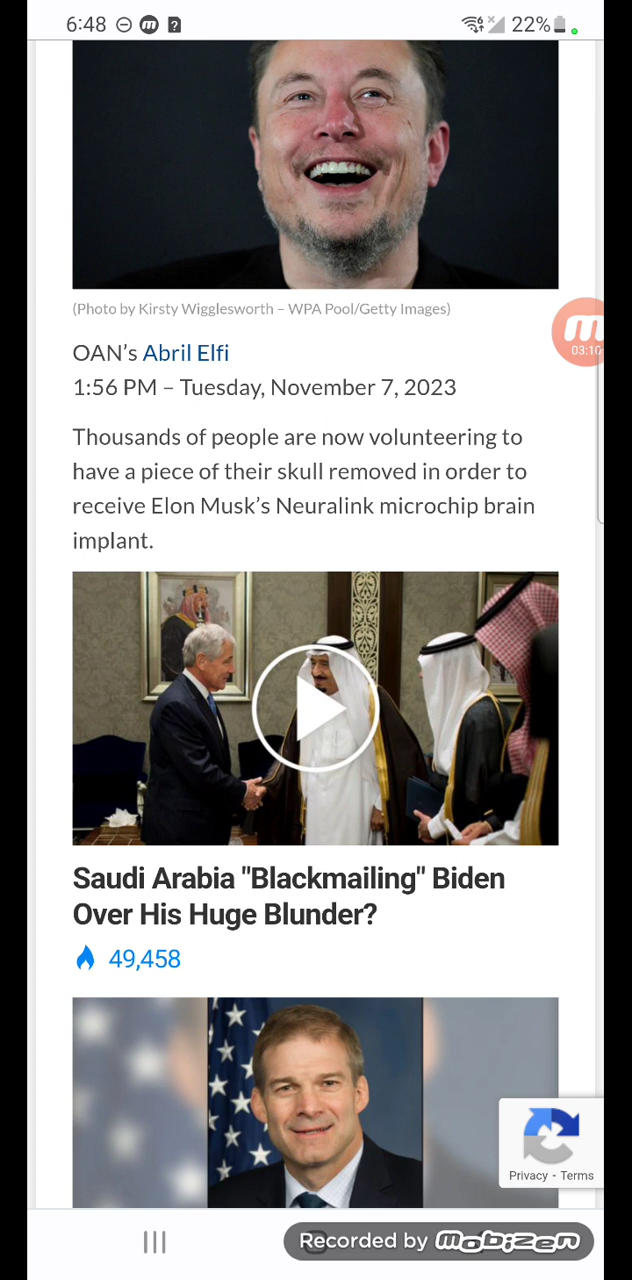 6:48
22%
(Photo by Kirsty Wigglesworth – WPA Pool/Getty Images)
03:10
OAN’s Abril Elfi
1:56 PM – Tuesday, November 7, 2023
Thousands of people are now volunteering to
have a piece of their skull removed in order to
receive Elon Musk’s Neuralink microchip brain
implant.
Saudi Arabia "Blackmailing" Biden
Over His Huge Blunder?
49,458
Privacy - Terms
Recorded by mobizen